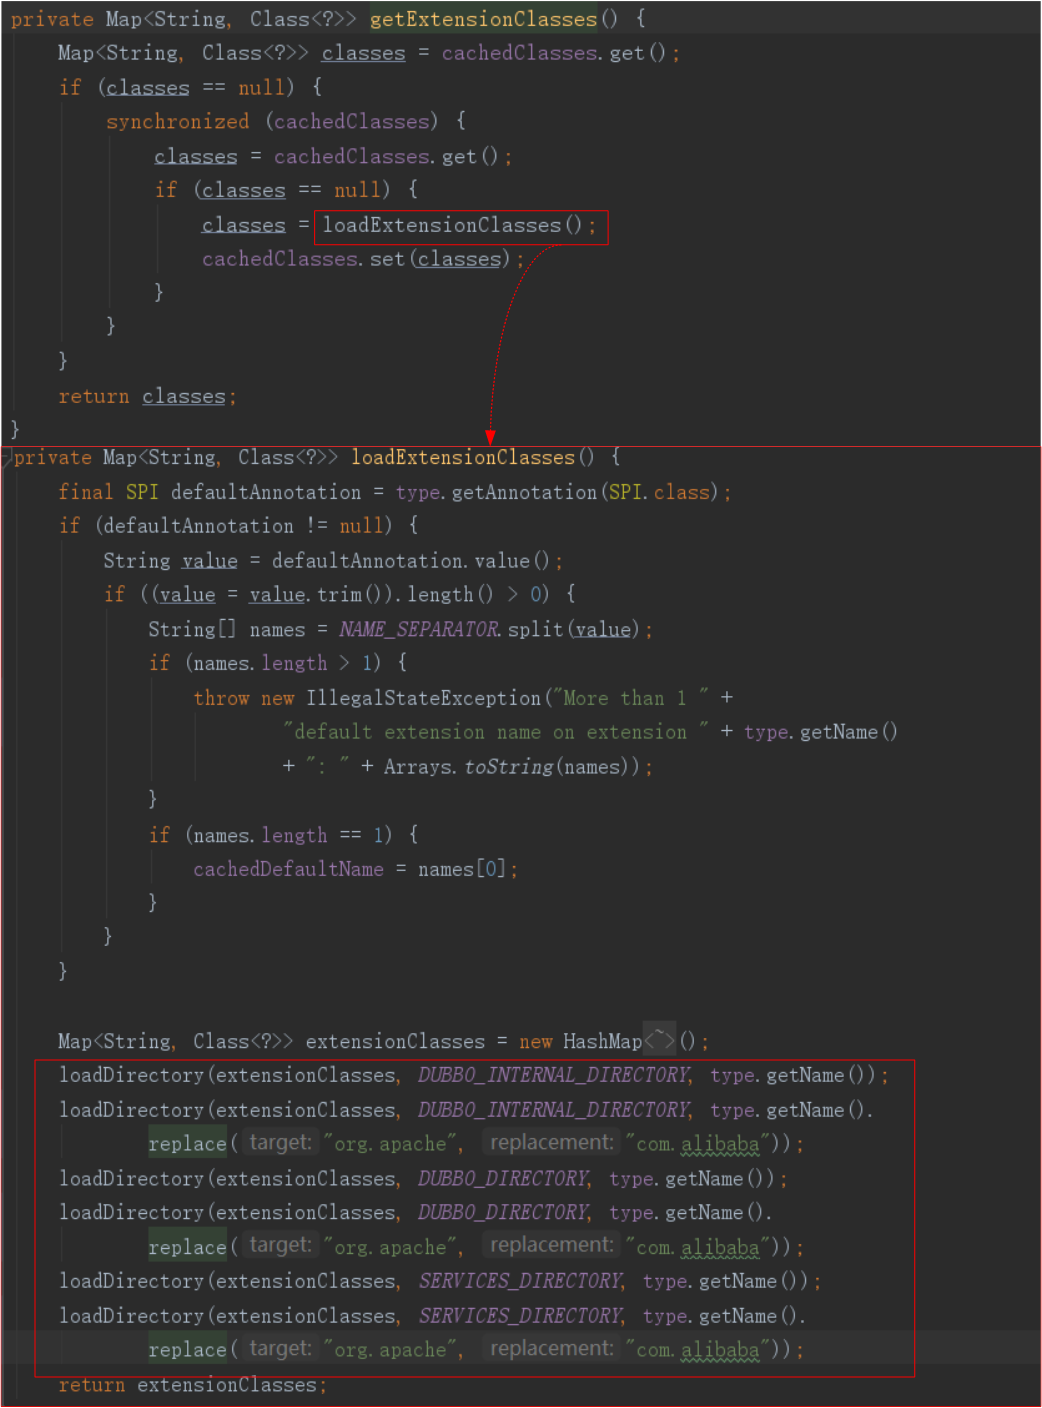 private Map<String, Class<?>> getExtensionClasses() {
    Map<String, Class<?>> classes = cachedClasses.get();
    if (classes == null) {
        synchronized (cachedClasses) {
            classes = cachedClasses.get();
            if (classes == null) {
                classes = loadExtensionClasses();
                cachedClasses.set(classes);
            }
        }
    }
    return classes;
}
private Map<String, Class<?>> loadExtensionClasses() {
    final SPI defaultAnnotation = type.getAnnotation(SPI.class);
    if (defaultAnnotation != null) {
        String value = defaultAnnotation.value();
        if ((value = value.trim()).length() > 0) {
            String[] names = NAME_SEPARATOR.split(value);
            if (names.length > 1) {
                throw new IllegalStateException("More than 1 " +
                        "default extension name on extension " + type.getName()
                        + ": " + Arrays.toString(names));
            }
            if (names.length == 1) {
                cachedDefaultName = names[0];
            }
        }
    }
    Map<String, Class<?>> extensionClasses = new HashMap<~>();
    loadDirectory(extensionClasses, DUBBO_INTERNAL_DIRECTORY, type.getName());
    loadDirectory(extensionClasses, DUBBO_INTERNAL_DIRECTORY, type.getName().
            replace( target: "org.apache", replacement: "com.alibaba"));
    loadDirectory(extensionClasses, DUBBO_DIRECTORY, type.getName());
    loadDirectory(extensionClasses, DUBBO_DIRECTORY, type.getName().
            replace( target: "org.apache", replacement: "com.alibaba"));
    loadDirectory(extensionClasses, SERVICES_DIRECTORY, type.getName());
    loadDirectory(extensionClasses, SERVICES_DIRECTORY, type.getName().
            replace( target: "org.apache", replacement: "com.alibaba"));
    return extensionClasses;